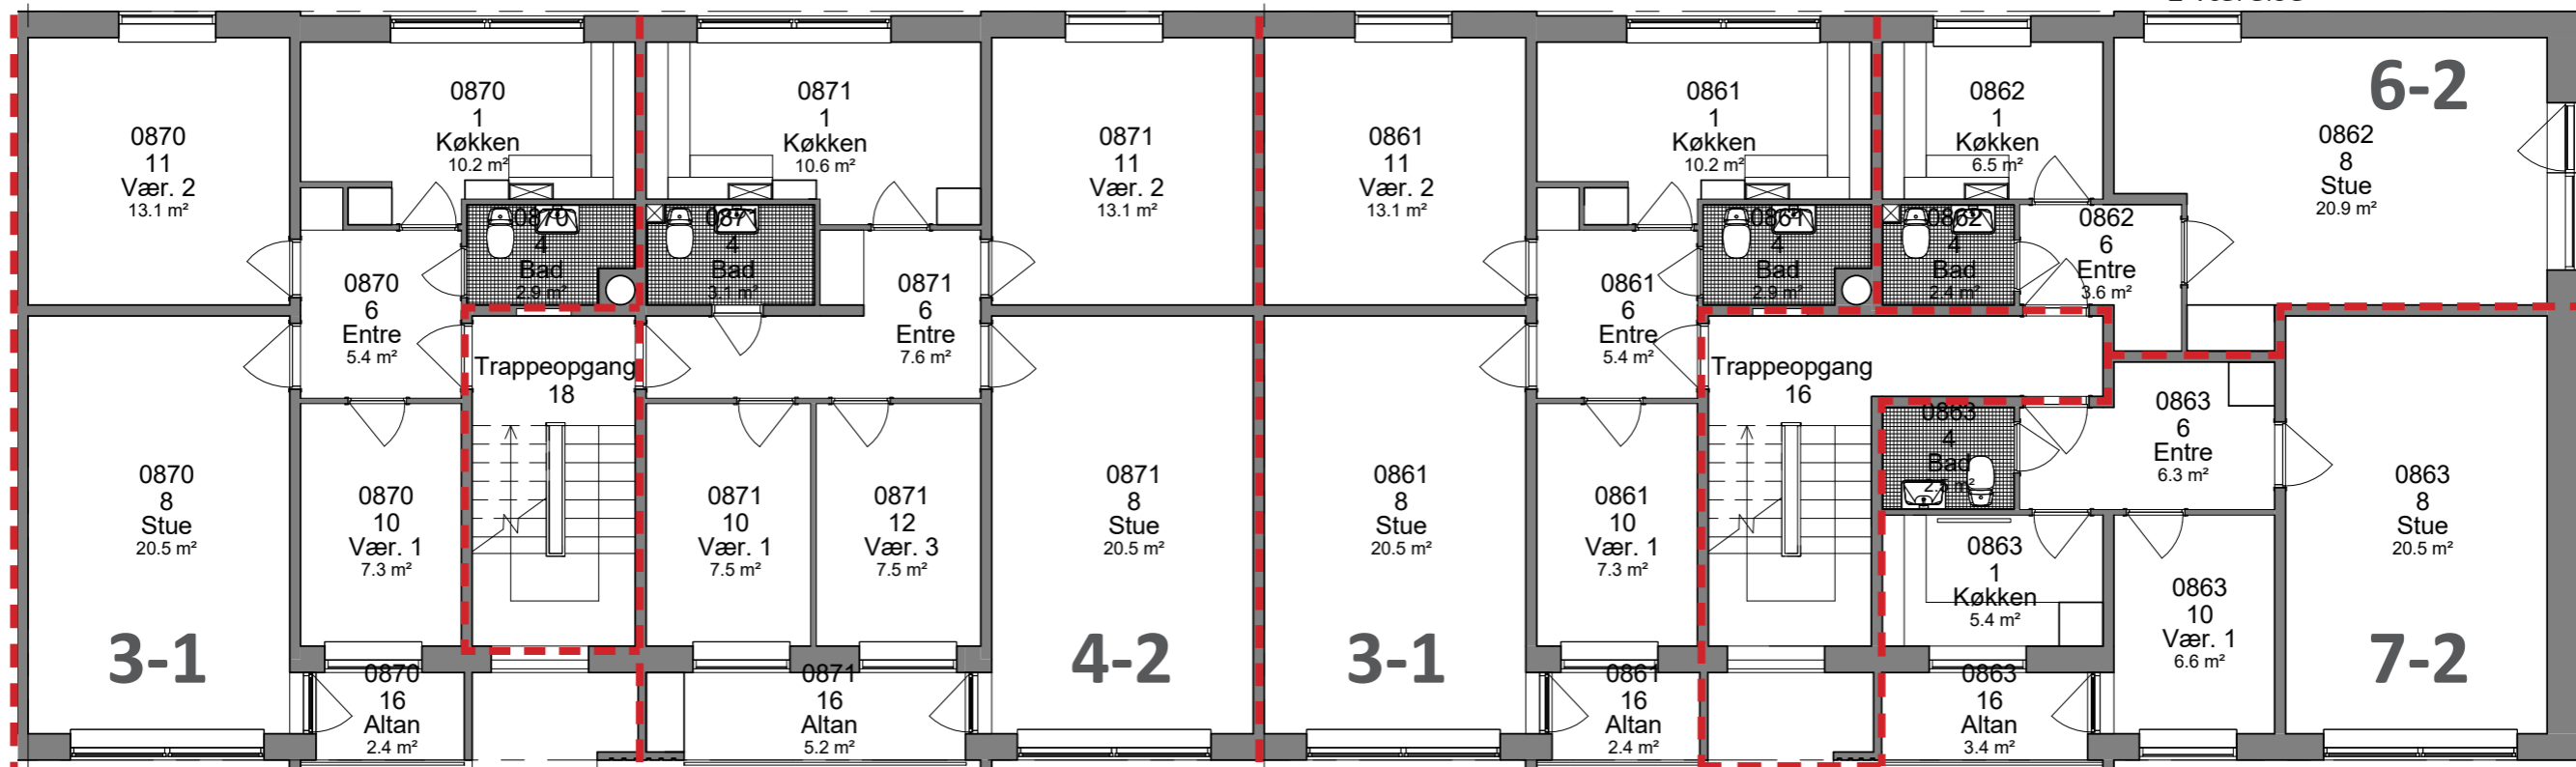 0870
11
Vær. 2
13.1 m²
0870
1
Køkken
10.2 m²
0871
1
Køkken
10.6 m²
0871
11
Vær. 2
13.1 m²
0861
11
Vær. 2
13.1 m²
0861
1
Køkken
10.2 m²
0862
1
Køkken
6.5 m²
6-2
0862
8
Stue
20.9 m²
0870
4
Bad
2.9 m²
0871
4
Bad
3.1 m²
0861
4
Bad
2.9 m²
0862
4
Bad
2.4 m²
0862
6
Entre
3.6 m²
0870
6
Entre
5.4 m²
0871
6
Entre
7.6 m²
0861
6
Entre
5.4 m²
Trappeopgang
18
Trappeopgang
16
0863
4
Bad
0863
6
Entre
6.3 m²
0870
8
Stue
20.5 m²
0870
10
Vær. 1
7.3 m²
0871
10
Vær. 1
7.5 m²
0871
12
Vær. 3
7.5 m²
0871
8
Stue
20.5 m²
0861
8
Stue
20.5 m²
0861
10
Vær. 1
7.3 m²
0863
1
Køkken
5.4 m²
0863
10
Vær. 1
6.6 m²
0863
8
Stue
20.5 m²
3-1
4-2
3-1
7-2
0870
16
Altan
2.4 m²
0871
16
Altan
5.2 m²
0861
16
Altan
2.4 m²
0863
16
Altan
3.4 m²